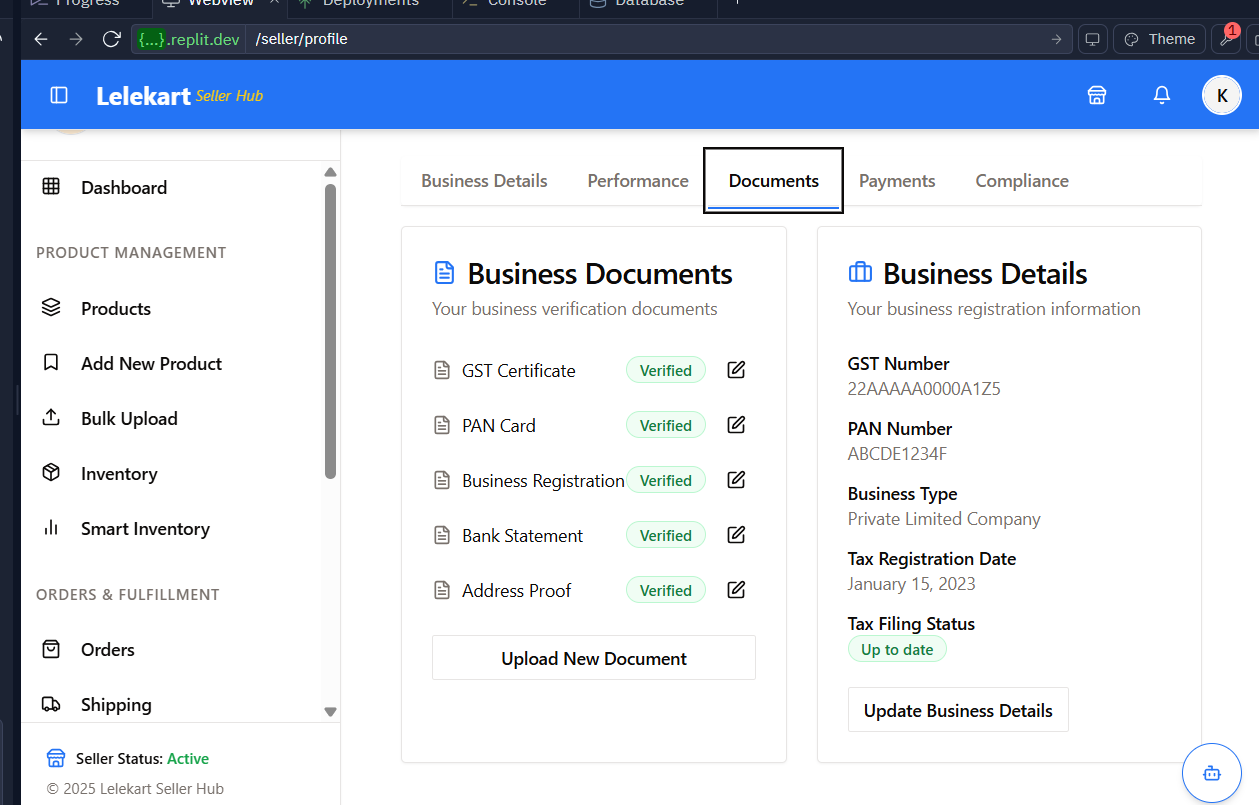 Progress Webview Deployments Console Database
{...}.replit.dev /seller/profile Theme 1
Lelekart Seller Hub K
Dashboard
PRODUCT MANAGEMENT
Products
Add New Product
Bulk Upload
Inventory
Smart Inventory
ORDERS & FULFILLMENT
Orders
Shipping
Seller Status: Active
© 2025 Lelekart Seller Hub
Business Details Performance Documents Payments Compliance
Business Documents
Your business verification documents
GST Certificate Verified
PAN Card Verified
Business Registration Verified
Bank Statement Verified
Address Proof Verified
Upload New Document
Business Details
Your business registration information
GST Number
22AAAAA0000A1Z5
PAN Number
ABCDE1234F
Business Type
Private Limited Company
Tax Registration Date
January 15, 2023
Tax Filing Status
Up to date
Update Business Details